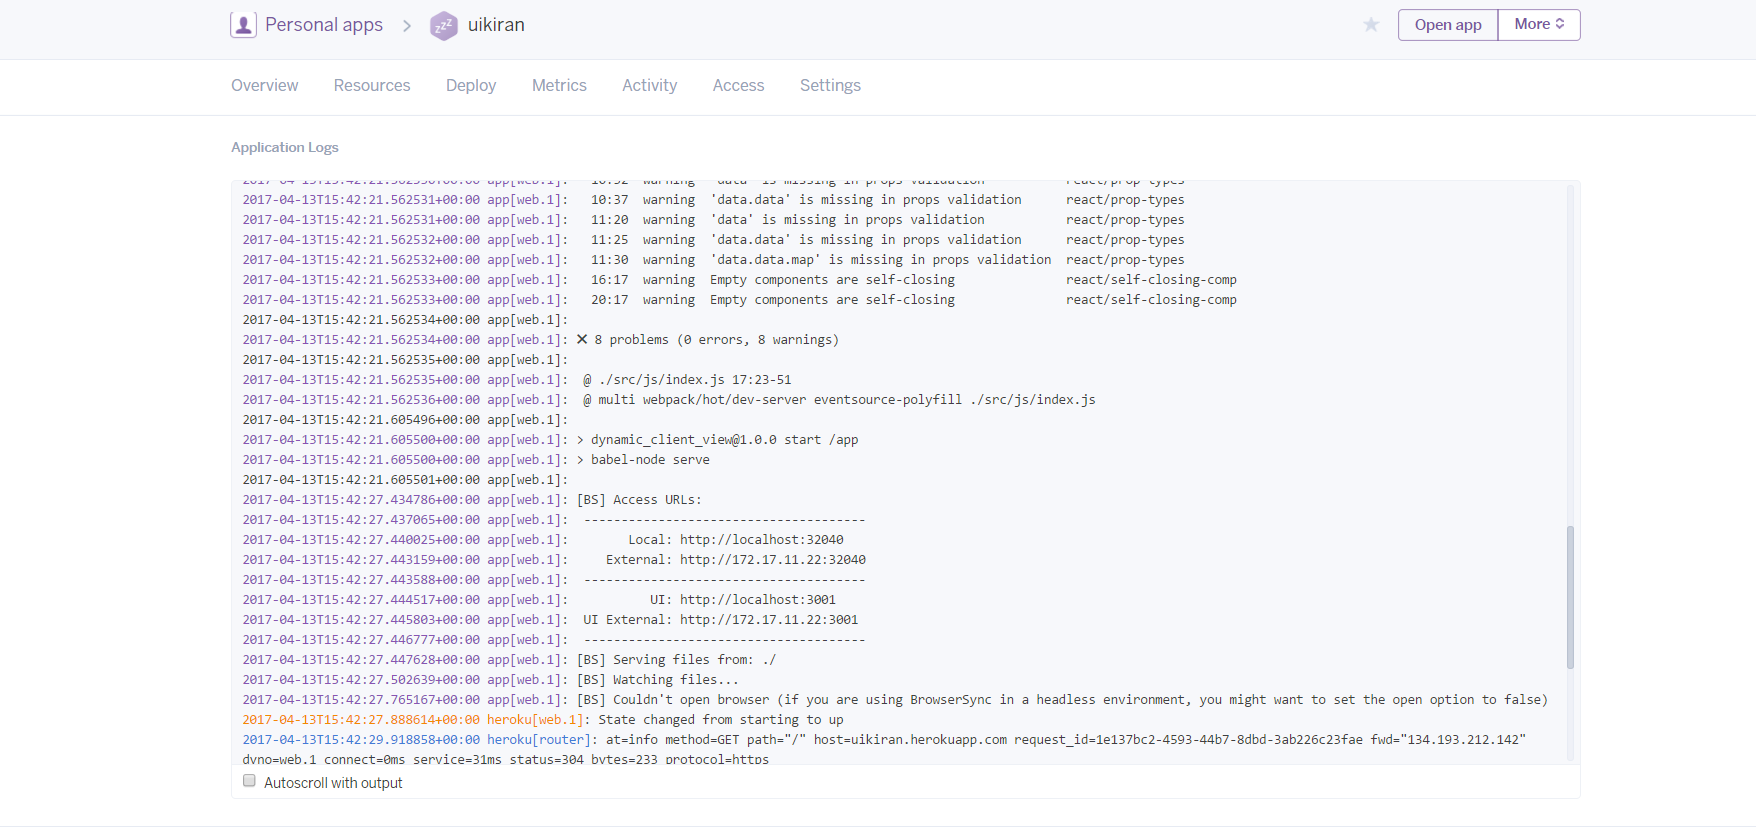 Personal apps > uikiran
Open app
More
Overview Resources Deploy Metrics Activity Access Settings
Application Logs
2017-04-13T15:42:21.562530+00:00 app[web.1]:   10:32  warning  'data' is missing in props validation  react/prop-types
2017-04-13T15:42:21.562531+00:00 app[web.1]:   10:37  warning  'data.data' is missing in props validation  react/prop-types
2017-04-13T15:42:21.562531+00:00 app[web.1]:   11:20  warning  'data' is missing in props validation  react/prop-types
2017-04-13T15:42:21.562532+00:00 app[web.1]:   11:25  warning  'data.data' is missing in props validation  react/prop-types
2017-04-13T15:42:21.562532+00:00 app[web.1]:   11:30  warning  'data.data.map' is missing in props validation  react/prop-types
2017-04-13T15:42:21.562533+00:00 app[web.1]:   16:17  warning  Empty components are self-closing  react/self-closing-comp
2017-04-13T15:42:21.562533+00:00 app[web.1]:   20:17  warning  Empty components are self-closing  react/self-closing-comp
2017-04-13T15:42:21.562534+00:00 app[web.1]:
2017-04-13T15:42:21.562534+00:00 app[web.1]: ✕ 8 problems (0 errors, 8 warnings)
2017-04-13T15:42:21.562535+00:00 app[web.1]:
2017-04-13T15:42:21.562535+00:00 app[web.1]:  @ ./src/js/index.js 17:23-51
2017-04-13T15:42:21.562536+00:00 app[web.1]:  @ multi webpack/hot/dev-server eventsource-polyfill ./src/js/index.js
2017-04-13T15:42:21.605496+00:00 app[web.1]:
2017-04-13T15:42:21.605500+00:00 app[web.1]: > dynamic_client_view@1.0.0 start /app
2017-04-13T15:42:21.605500+00:00 app[web.1]: > babel-node serve
2017-04-13T15:42:21.605501+00:00 app[web.1]:
2017-04-13T15:42:27.434786+00:00 app[web.1]: [BS] Access URLs:
2017-04-13T15:42:27.437065+00:00 app[web.1]:  --------------------------------------
2017-04-13T15:42:27.440025+00:00 app[web.1]:        Local: http://localhost:32040
2017-04-13T15:42:27.443159+00:00 app[web.1]:     External: http://172.17.11.22:32040
2017-04-13T15:42:27.443588+00:00 app[web.1]:  --------------------------------------
2017-04-13T15:42:27.444517+00:00 app[web.1]:           UI: http://localhost:3001
2017-04-13T15:42:27.445803+00:00 app[web.1]:  UI External: http://172.17.11.22:3001
2017-04-13T15:42:27.446777+00:00 app[web.1]:  --------------------------------------
2017-04-13T15:42:27.447628+00:00 app[web.1]: [BS] Serving files from: ./
2017-04-13T15:42:27.502639+00:00 app[web.1]: [BS] Watching files...
2017-04-13T15:42:27.765167+00:00 app[web.1]: [BS] Couldn't open browser (if you are using BrowserSync in a headless environment, you might want to set the open option to false)
2017-04-13T15:42:27.888614+00:00 heroku[web.1]: State changed from starting to up
2017-04-13T15:42:29.918858+00:00 heroku[router]: at=info method=GET path="/" host=uikiran.herokuapp.com request_id=1e137bc2-4593-44b7-8dbd-3ab226c23fae fwd="134.193.212.142"
dyno=web.1 connect=0ms service=31ms status=304 bytes=233 protocol=https
Autoscroll with output